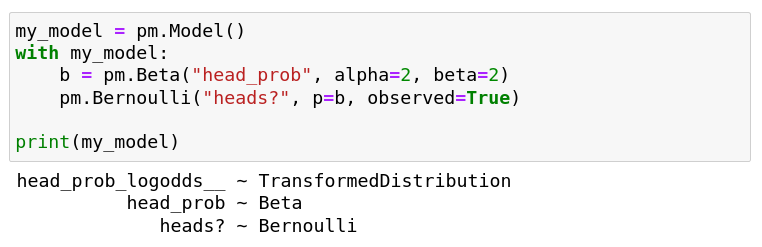 my_model = pm.Model()
with my_model:
    b = pm.Beta("head_prob", alpha=2, beta=2)
    pm.Bernoulli("heads?", p=b, observed=True)

print(my_model)
head_prob_logodds__ ~ TransformedDistribution
          head_prob ~ Beta
             heads? ~ Bernoulli